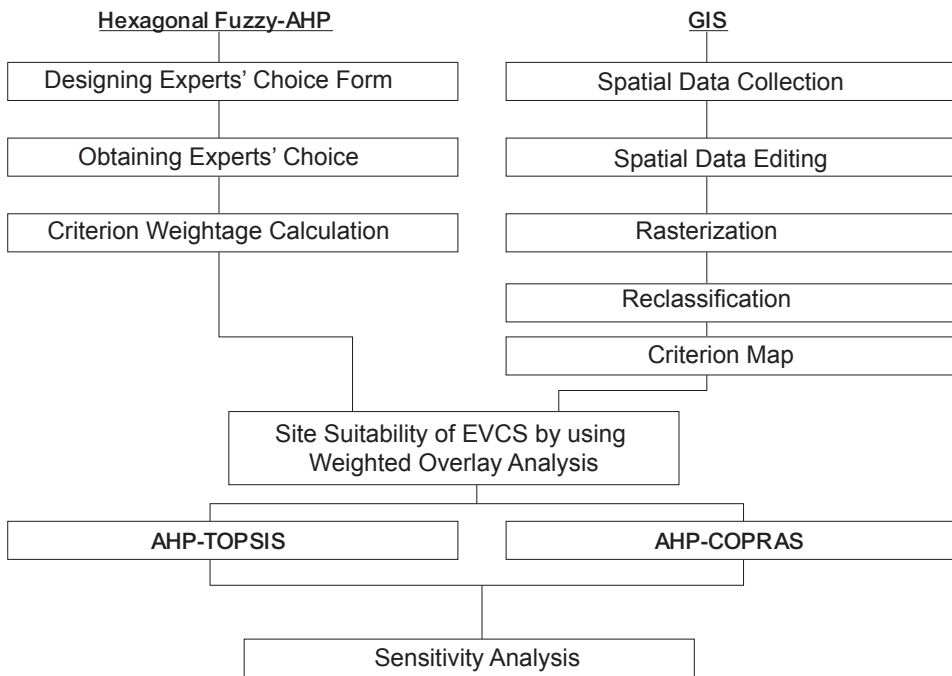 Hexagonal Fuzzy-AHP
GIS
Designing Experts' Choice Form
Spatial Data Collection
Obtaining Experts' Choice
Spatial Data Editing
Criterion Weightage Calculation
Rasterization
Reclassification
Criterion Map
Site Suitability of EVCS by using
Weighted Overlay Analysis
AHP-TOPSIS
AHP-COPRAS
Sensitivity Analysis